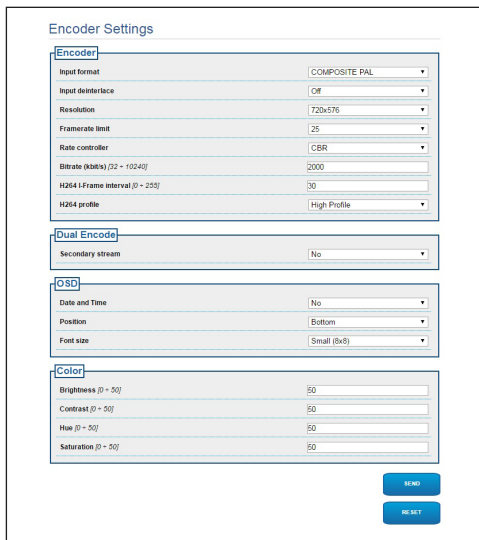 Encoder Settings
Encoder
Input format COMPOSITE PAL
Input deinterlace Off
Resolution 720x576
Framerate limit 25
Rate controller CBR
Bitrate (kbit/s) [32 ÷ 10240] 2000
H264 I-Frame interval [0 ÷ 255] 30
H264 profile High Profile
Dual Encode
Secondary stream No
OSD
Date and Time No
Position Bottom
Font size Small (8x8)
Color
Brightness [0 ÷ 50] 50
Contrast [0 ÷ 50] 50
Hue [0 ÷ 50] 50
Saturation [0 ÷ 50] 50
SEND
RESET